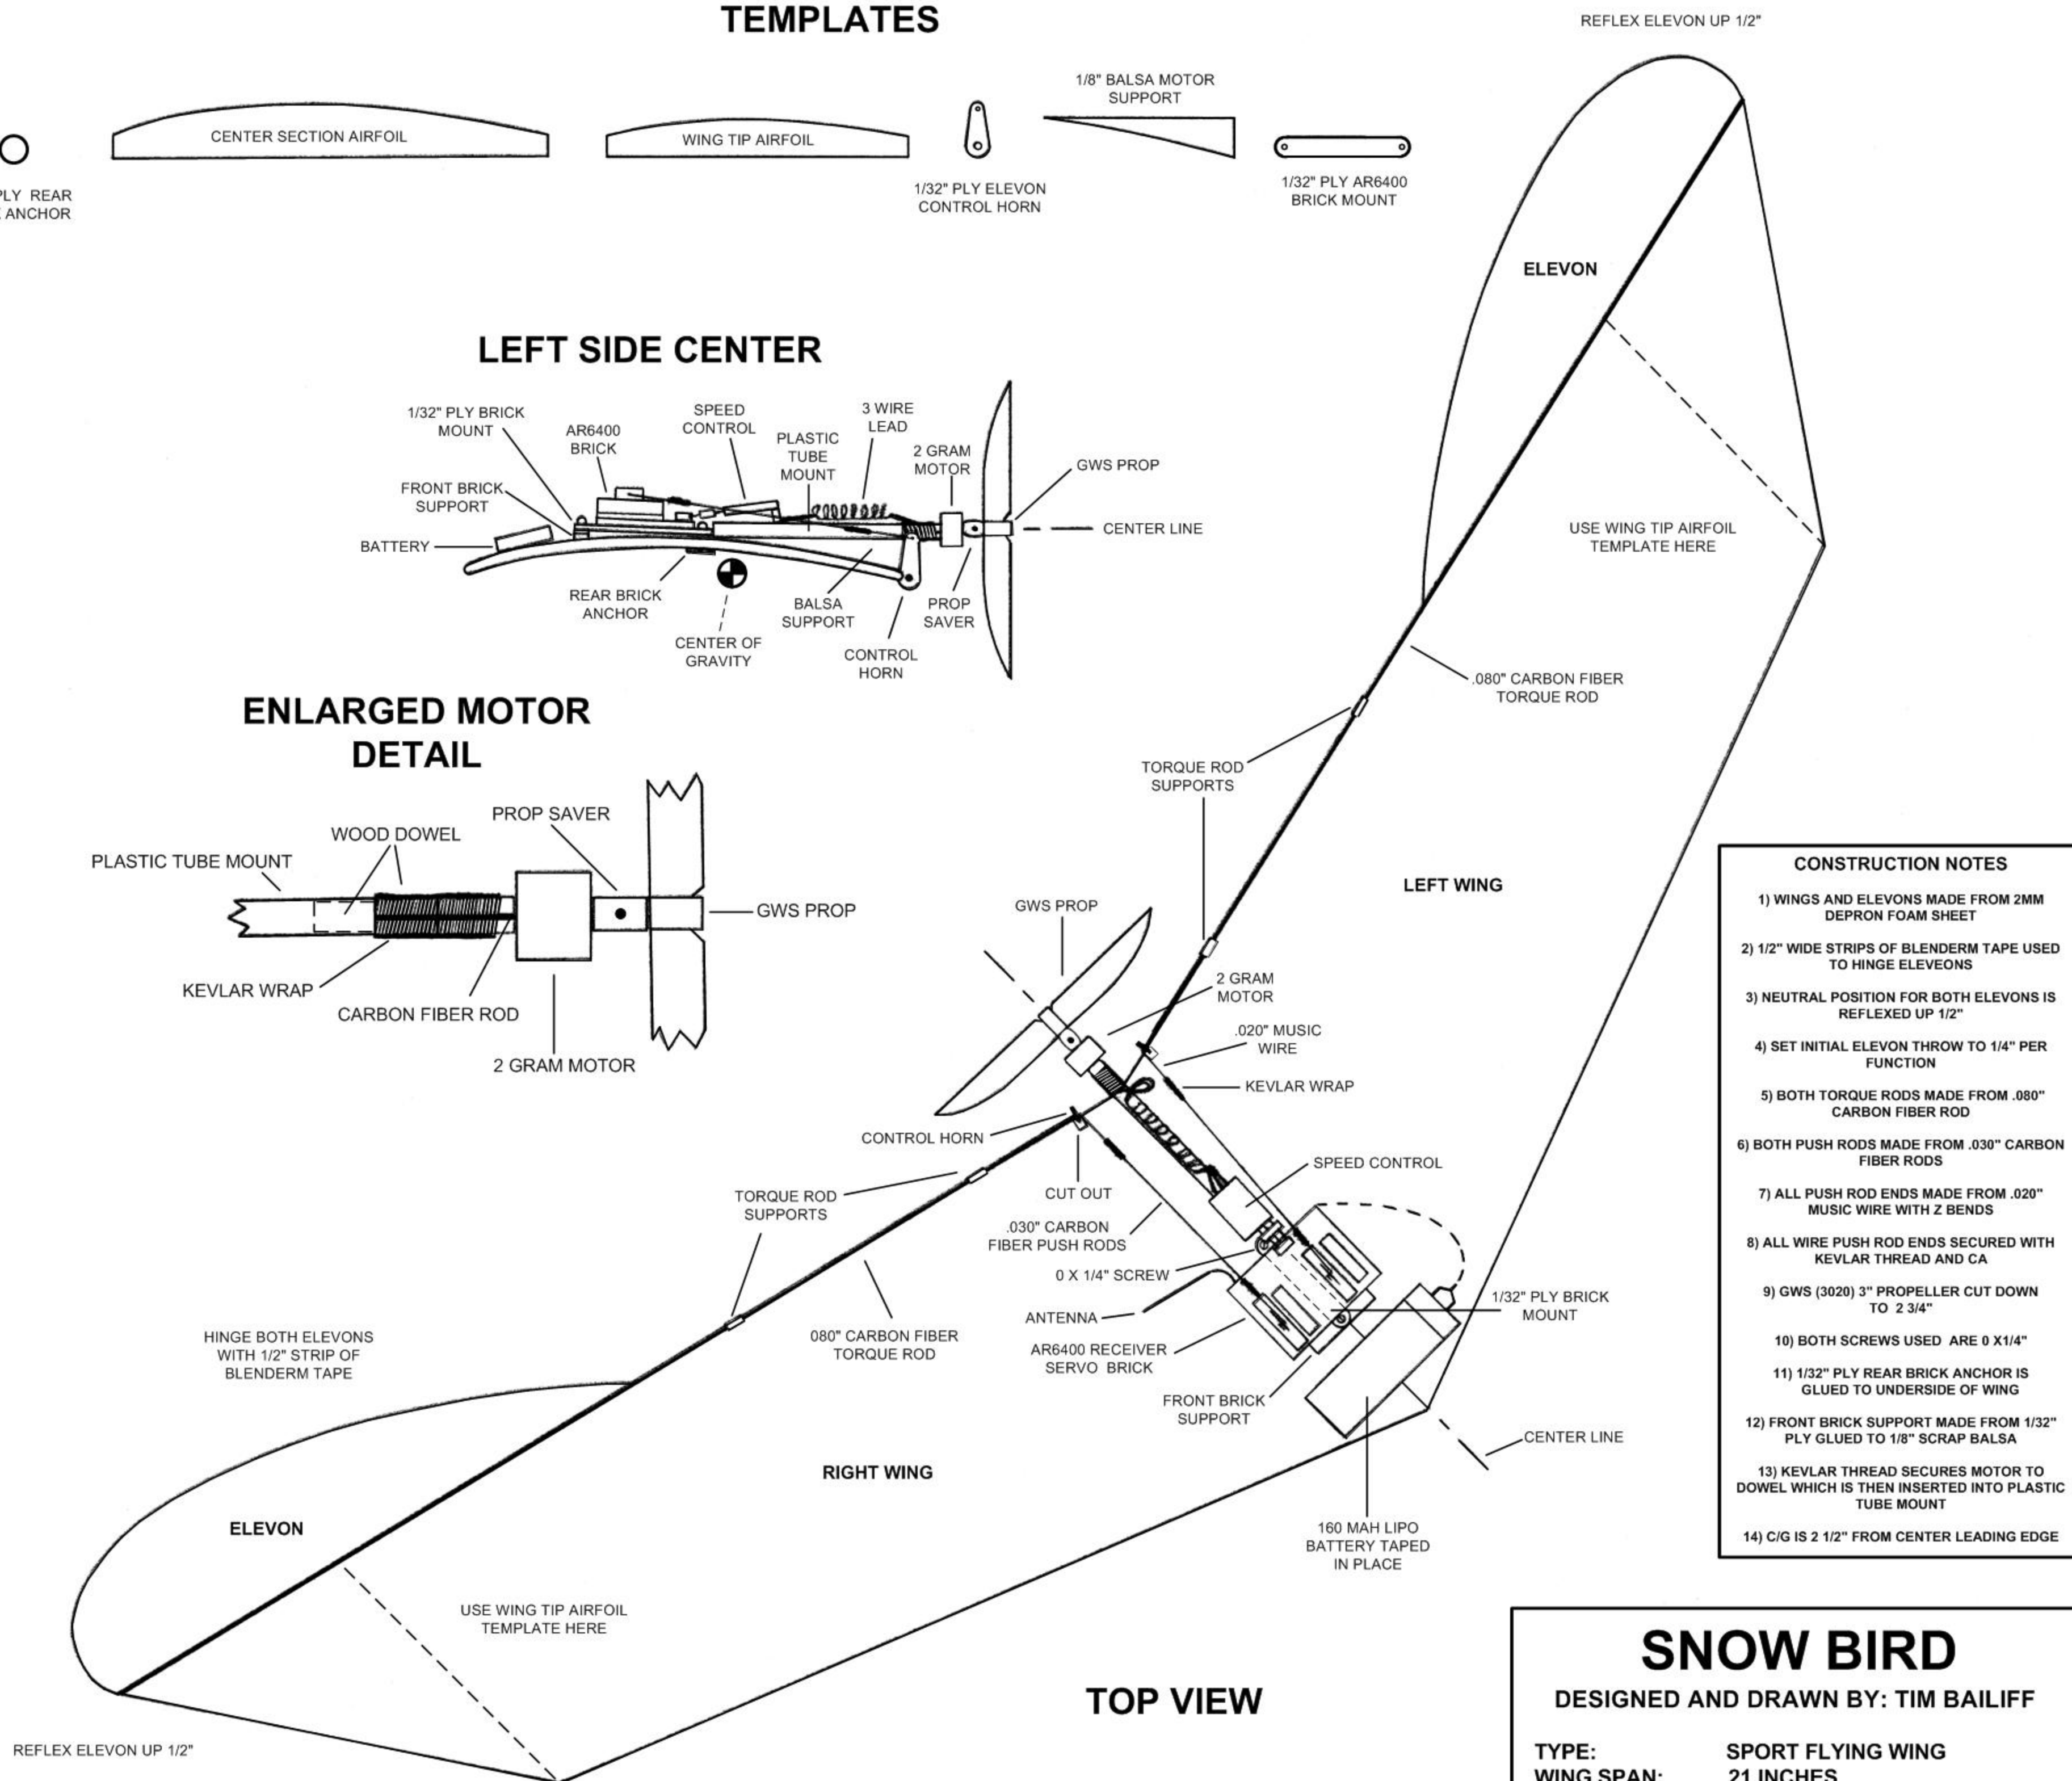 TEMPLATES
REFLEX ELEVON UP 1/2"
CENTER SECTION AIRFOIL
WING TIP AIRFOIL
1/8" BALSA MOTOR
SUPPORT
PLY REAR
ANCHOR
1/32" PLY ELEVON
CONTROL HORN
1/32" PLY AR6400
BRICK MOUNT
ELEVON
LEFT SIDE CENTER
1/32" PLY BRICK
MOUNT
AR6400
BRICK
SPEED
CONTROL
PLASTIC
TUBE
MOUNT
3 WIRE
LEAD
2 GRAM
MOTOR
GWS PROP
FRONT BRICK
SUPPORT
BATTERY
CENTER LINE
REAR BRICK
ANCHOR
CENTER OF
GRAVITY
BALSA
SUPPORT
CONTROL
HORN
PROP
SAVER
USE WING TIP AIRFOIL
TEMPLATE HERE
.080" CARBON FIBER
TORQUE ROD
ENLARGED MOTOR
DETAIL
PROP SAVER
WOOD DOWEL
PLASTIC TUBE MOUNT
GWS PROP
KEVLAR WRAP
CARBON FIBER ROD
2 GRAM MOTOR
TORQUE ROD
SUPPORTS
LEFT WING
GWS PROP
2 GRAM
MOTOR
.020" MUSIC
WIRE
KEVLAR WRAP
CONTROL HORN
CUT OUT
SPEED CONTROL
TORQUE ROD
SUPPORTS
.030" CARBON
FIBER PUSH RODS
0 X 1/4" SCREW
ANTENNA
1/32" PLY BRICK
MOUNT
AR6400 RECEIVER
SERVO BRICK
080" CARBON FIBER
TORQUE ROD
HINGE BOTH ELEVONS
WITH 1/2" STRIP OF
BLENDERM TAPE
FRONT BRICK
SUPPORT
CENTER LINE
RIGHT WING
ELEVON
160 MAH LIPO
BATTERY TAPED
IN PLACE
USE WING TIP AIRFOIL
TEMPLATE HERE
TOP VIEW
REFLEX ELEVON UP 1/2"
CONSTRUCTION NOTES
1) WINGS AND ELEVONS MADE FROM 2MM
DEPRON FOAM SHEET
2) 1/2" WIDE STRIPS OF BLENDERM TAPE USED
TO HINGE ELEVEONS
3) NEUTRAL POSITION FOR BOTH ELEVONS IS
REFLEXED UP 1/2"
4) SET INITIAL ELEVON THROW TO 1/4" PER
FUNCTION
5) BOTH TORQUE RODS MADE FROM .080"
CARBON FIBER ROD
6) BOTH PUSH RODS MADE FROM .030" CARBON
FIBER RODS
7) ALL PUSH ROD ENDS MADE FROM .020"
MUSIC WIRE WITH Z BENDS
8) ALL WIRE PUSH ROD ENDS SECURED WITH
KEVLAR THREAD AND CA
9) GWS (3020) 3" PROPELLER CUT DOWN
TO 2 3/4"
10) BOTH SCREWS USED ARE 0 X1/4"
11) 1/32" PLY REAR BRICK ANCHOR IS
GLUED TO UNDERSIDE OF WING
12) FRONT BRICK SUPPORT MADE FROM 1/32"
PLY GLUED TO 1/8" SCRAP BALSA
13) KEVLAR THREAD SECURES MOTOR TO
DOWEL WHICH IS THEN INSERTED INTO PLASTIC
TUBE MOUNT
14) C/G IS 2 1/2" FROM CENTER LEADING EDGE
SNOW BIRD
DESIGNED AND DRAWN BY: TIM BAILIFF
TYPE: SPORT FLYING WING
WING SPAN: 21 INCHES